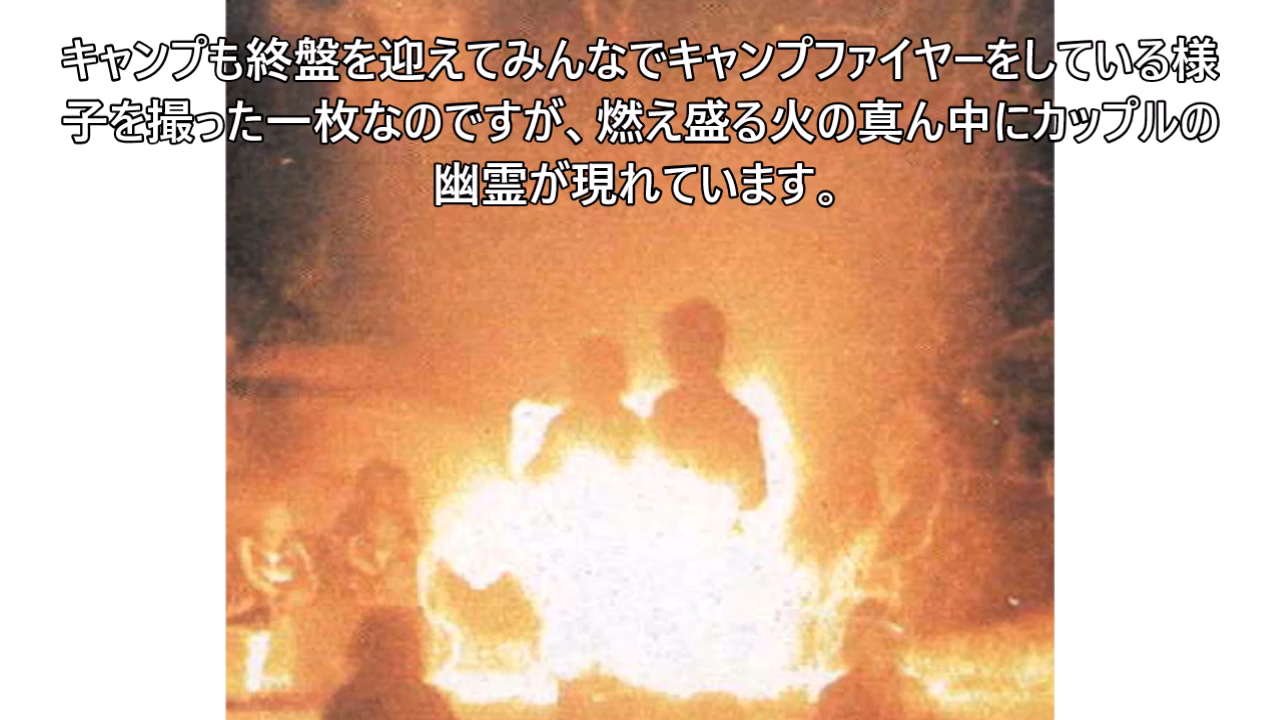 キャンプも終盤を迎えてみんなでキャンプファイヤーをしている様
子を撮った一枚なのですが、燃え盛る火の真ん中にカップルの
幽霊が現れています。